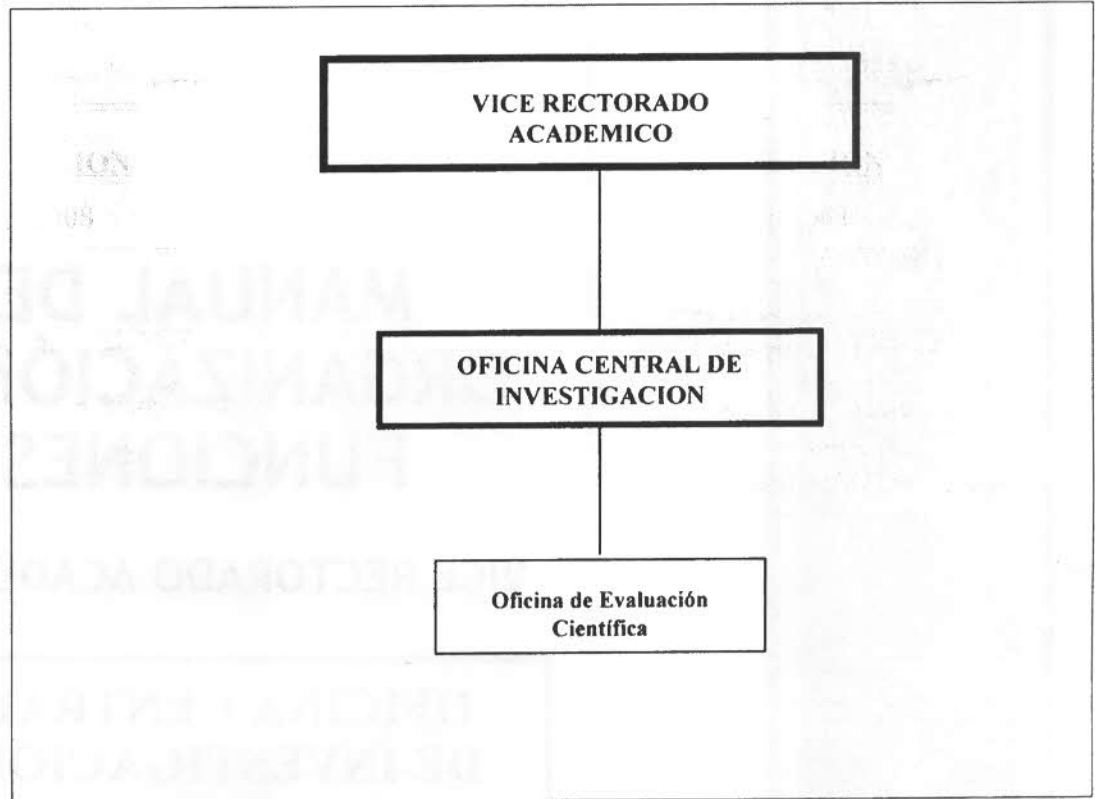 VICE RECTORADO
ACADEMICO
OFICINA CENTRAL DE
INVESTIGACION
Oficina de Evaluación
Científica